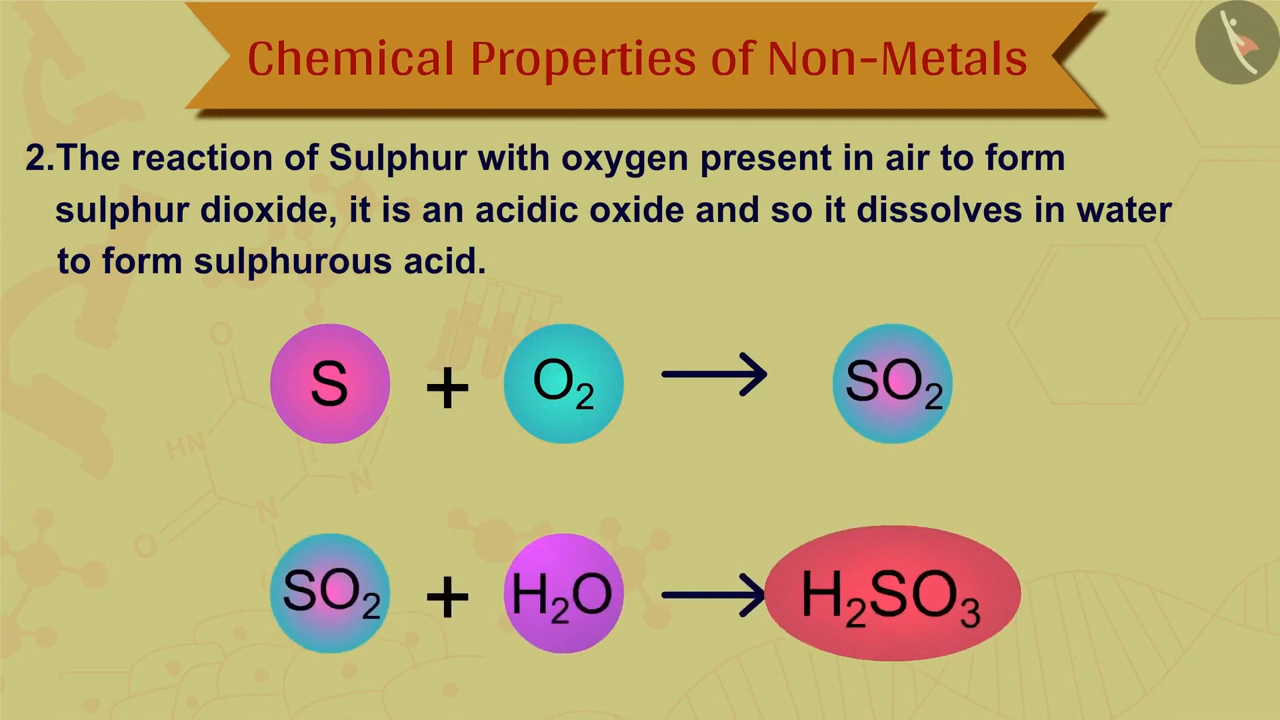 Chemical Properties of Non-Metals
2.The reaction of Sulphur with oxygen present in air to form
sulphur dioxide, it is an acidic oxide and so it dissolves in water
to form sulphurous acid.
S + O₂ → SO₂
HN
N
N
O
O
SO₂ + H₂O → H₂SO₃